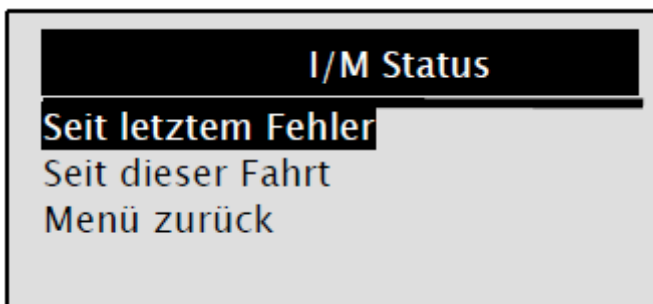 I/M Status
Seit letztem Fehler
Seit dieser Fahrt
Menü zurück